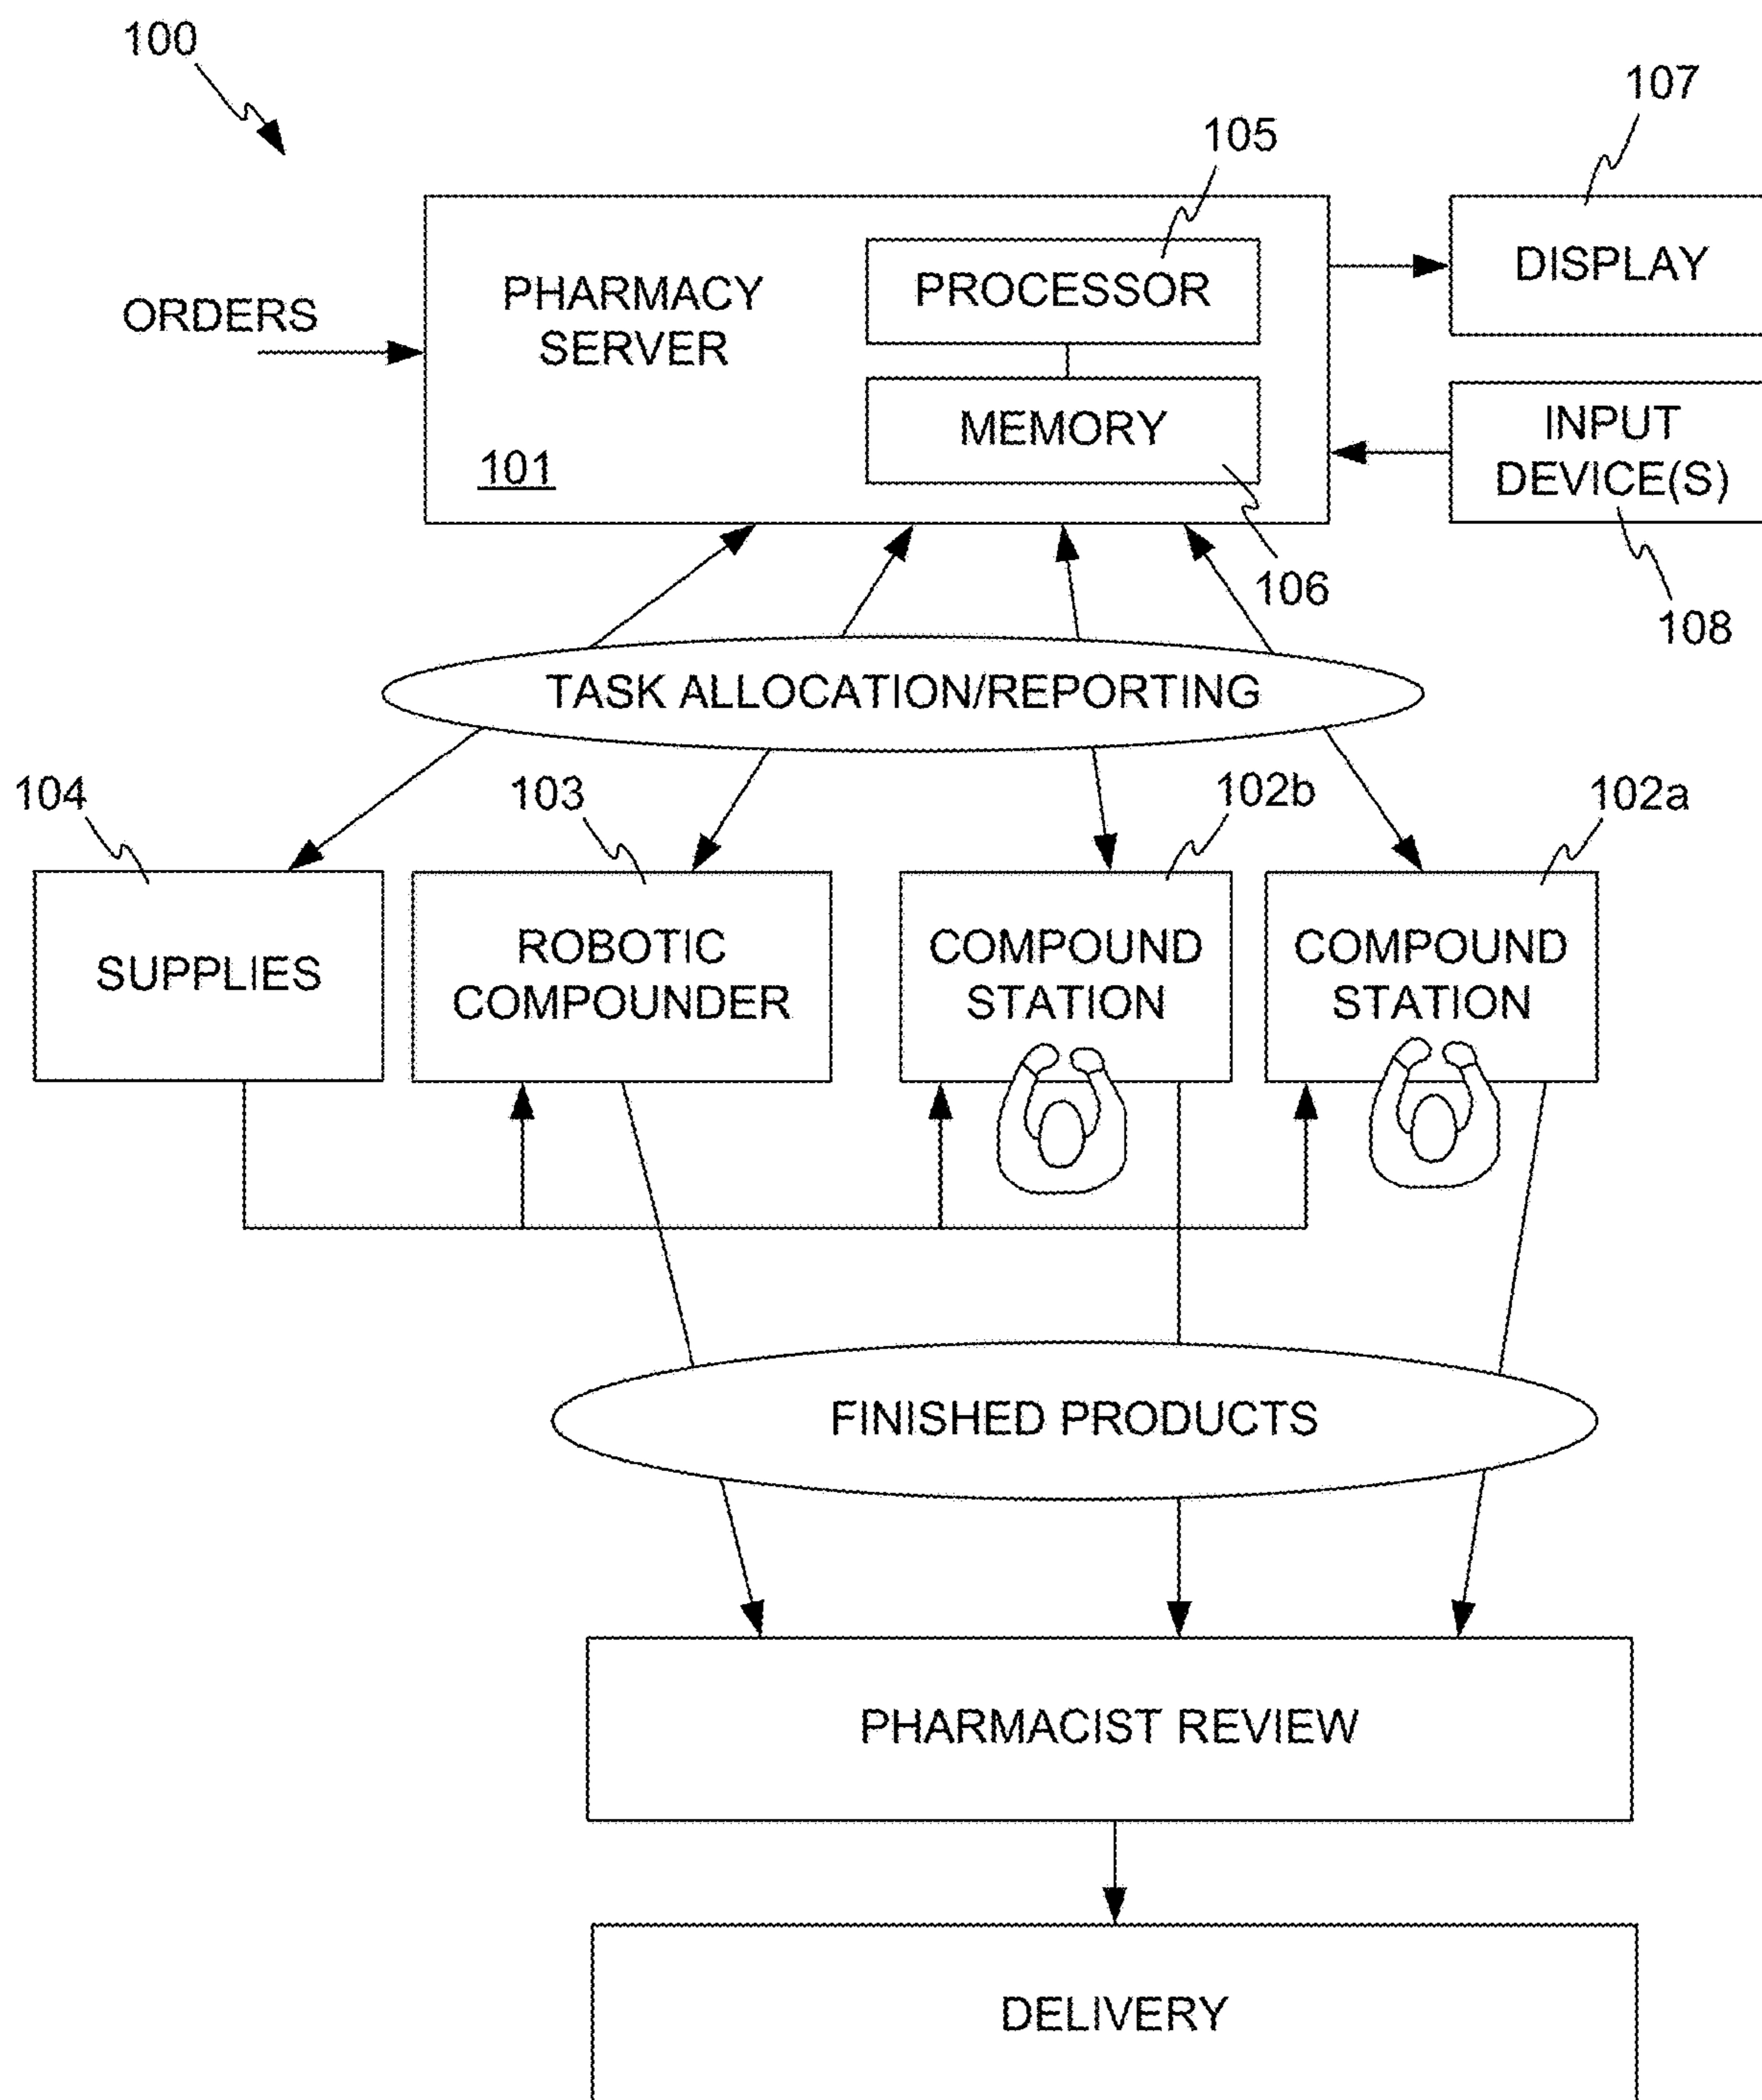 100
107
105
ORDERS
PHARMACY
SERVER
101
PROCESSOR
MEMORY
DISPLAY
INPUT
DEVICE(S)
106
108
TASK ALLOCATION/REPORTING
104
103
102b
102a
SUPPLIES
ROBOTIC
COMPOUNDER
COMPOUND
STATION
COMPOUND
STATION
FINISHED PRODUCTS
PHARMACIST REVIEW
DELIVERY